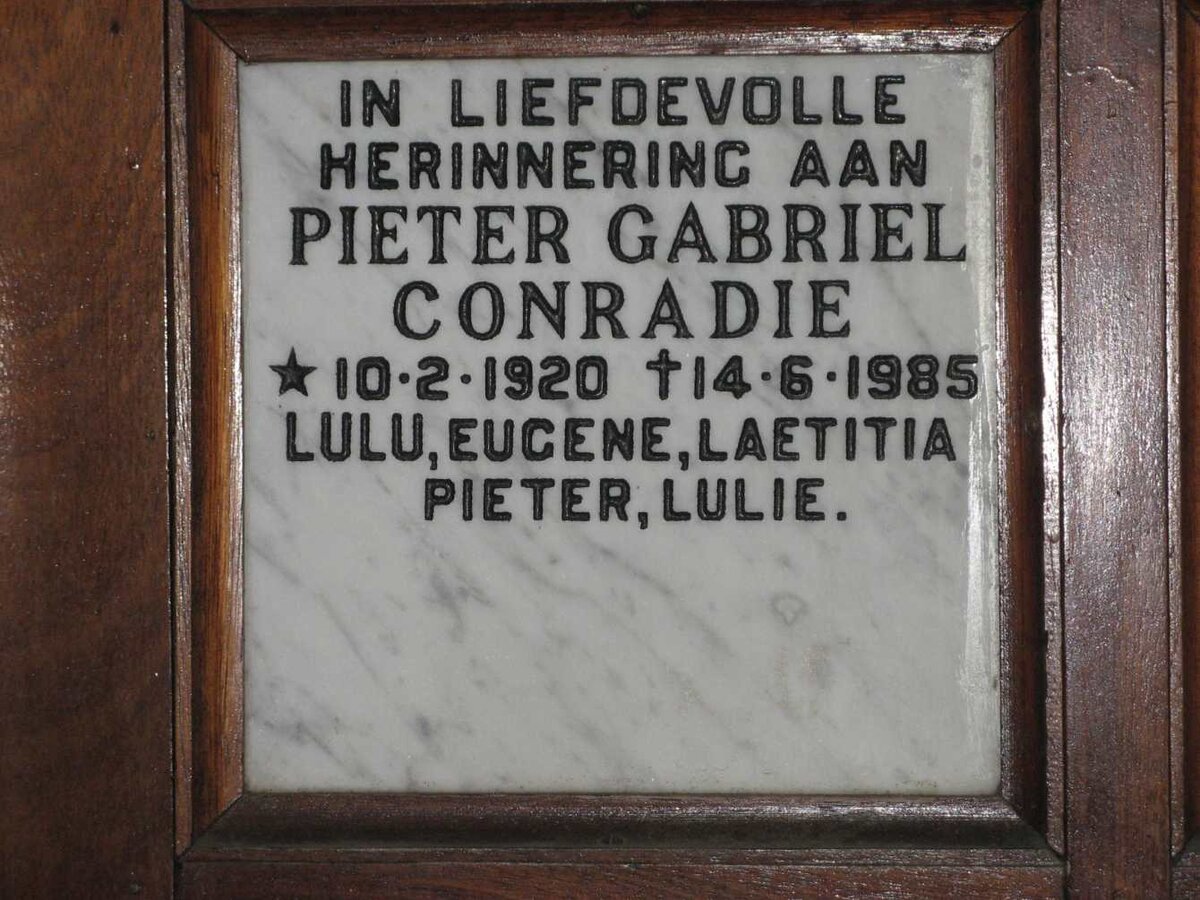 IN LIEFDEVOLLE
HERINNERING AAN
PIETER GABRIEL
CONRADIE
★10·2·1920 †14·6·1985
LULU, EUGENE, LAETITIA
PIETER, LULIE.